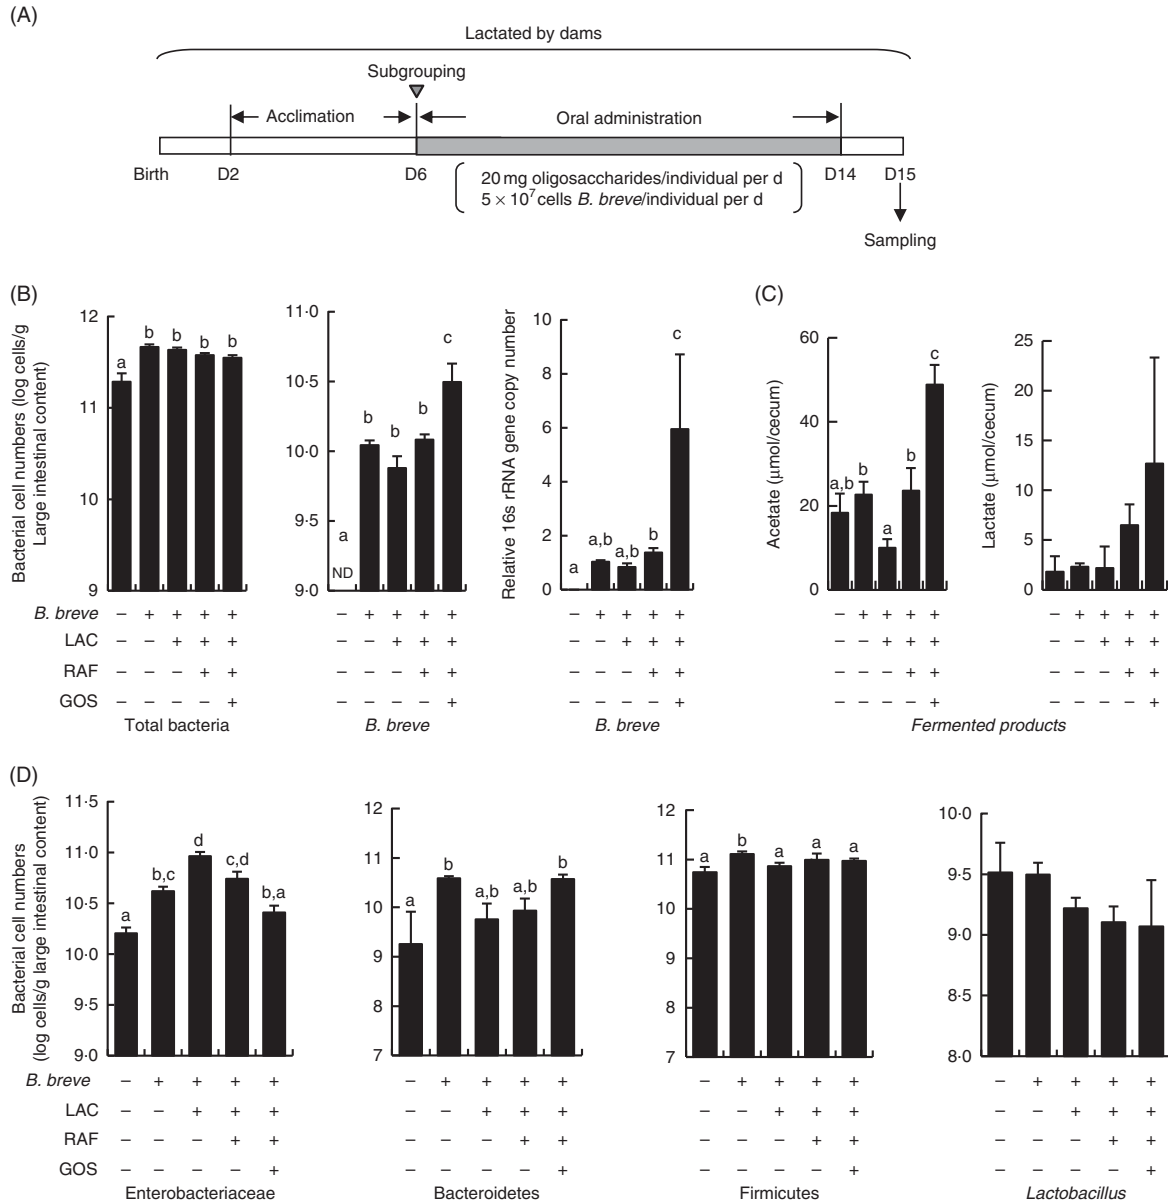 (A)
Lactated by dams
Subgrouping
Acclimation
Oral administration
Birth
D2
D6
D14
D15
20 mg oligosaccharides/individual per d
5 × 10⁷ cells B. breve/individual per d
Sampling
(B)
Bacterial cell numbers (log cells/g
Large intestinal content)
12
11
10
9
a b b b b
11·0
10·5
10·0
9·5
9·0
a
ND
b b b c
Relative 16s rRNA gene copy number
10
8
6
4
2
0
a a,b a,b b c
B. breve − + + + + − + + + + − + + + +
LAC − − + + + − − + + + − − + + +
RAF − − − + + − − − + + − − − + +
GOS − − − − + − − − − + − − − − +
Total bacteria
B. breve
B. breve
(C)
Acetate (μmol/cecum)
60
40
20
0
a,b b a b c
Lactate (μmol/cecum)
25
20
15
10
5
0
− + + + + − + + + +
− − + + + − − + + +
− − − + + − − − + +
− − − − + − − − − +
Fermented products
(D)
Bacterial cell numbers
(log cells/g large intestinal content)
11·5
11·0
10·5
10·0
9·5
9·0
a b,c d c,d b,a
12
11
10
9
8
7
a b a,b a,b b
12
11
10
9
8
7
a b a a a
10·0
9·5
9·0
8·5
8·0
B. breve − + + + + − + + + + − + + + + − + + + +
LAC − − + + + − − + + + − − + + + − − + + +
RAF − − − + + − − − + + − − − + + − − − + +
GOS − − − − + − − − − + − − − − + − − − − +
Enterobacteriaceae
Bacteroidetes
Firmicutes
Lactobacillus